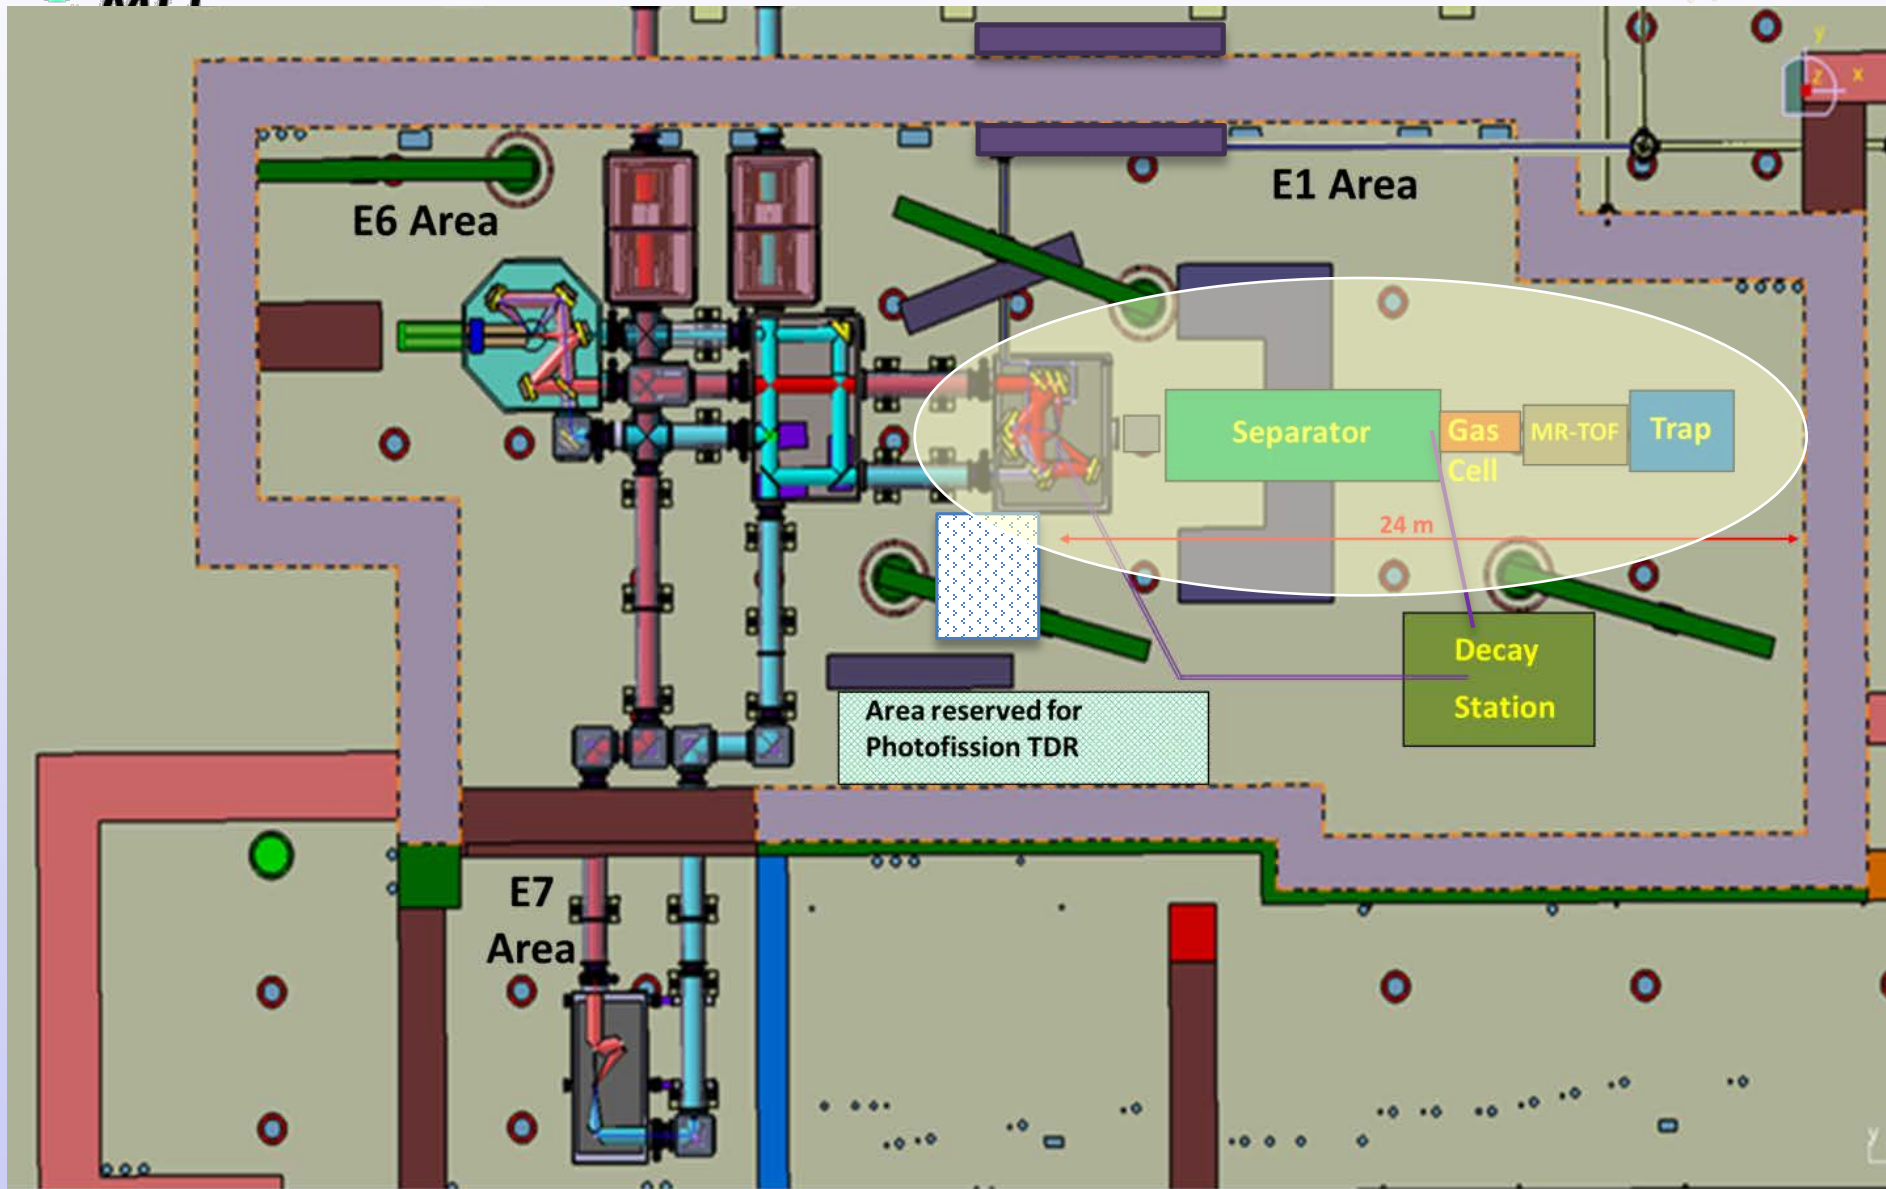 E1 Area
E6 Area
Separator
Gas
Cell
MR-TOF
Trap
24 m
Decay
Station
Area reserved for
Photofission TDR
E7
Area
y
x
z
y